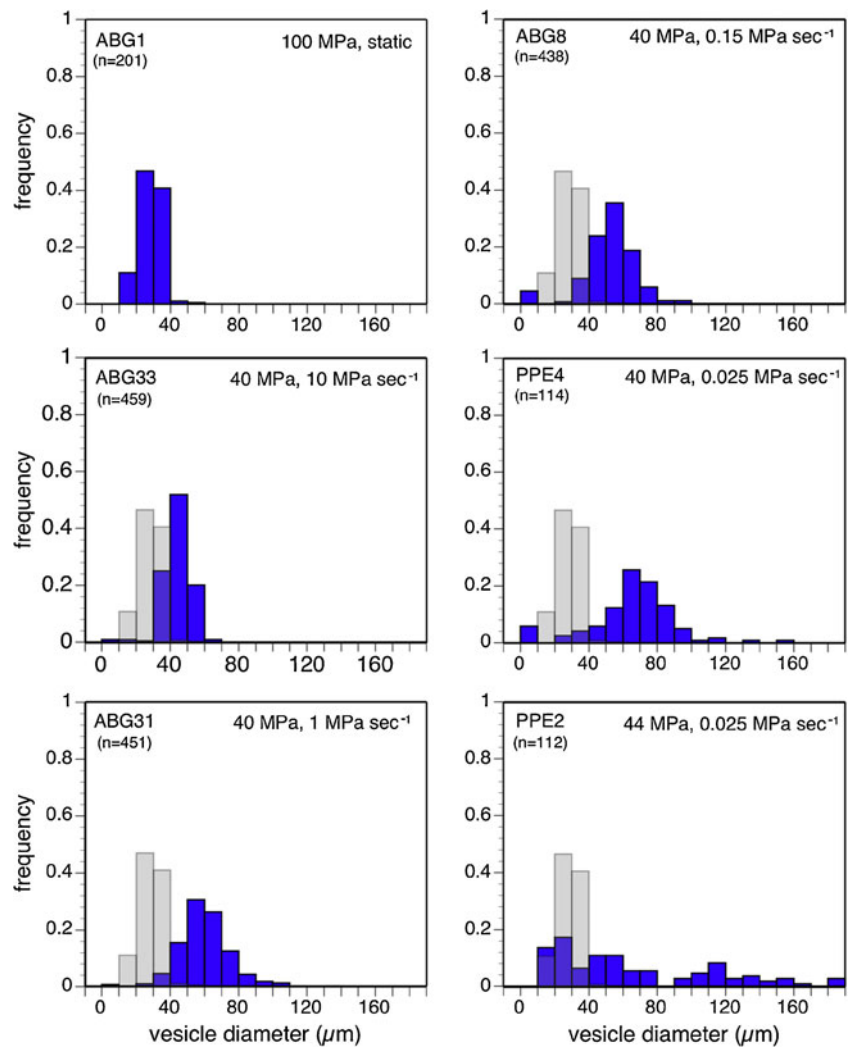 1
ABG1
(n=201)
100 MPa, static
0.8
0.6
0.4
0.2
0
frequency
0 40 80 120 160
1
ABG8
(n=438)
40 MPa, 0.15 MPa sec⁻¹
0.8
0.6
0.4
0.2
0
0 40 80 120 160
1
ABG33
(n=459)
40 MPa, 10 MPa sec⁻¹
0.8
0.6
0.4
0.2
0
frequency
0 40 80 120 160
1
PPE4
(n=114)
40 MPa, 0.025 MPa sec⁻¹
0.8
0.6
0.4
0.2
0
0 40 80 120 160
1
ABG31
(n=451)
40 MPa, 1 MPa sec⁻¹
0.8
0.6
0.4
0.2
0
frequency
0 40 80 120 160
vesicle diameter (µm)
1
PPE2
(n=112)
44 MPa, 0.025 MPa sec⁻¹
0.8
0.6
0.4
0.2
0
0 40 80 120 160
vesicle diameter (µm)